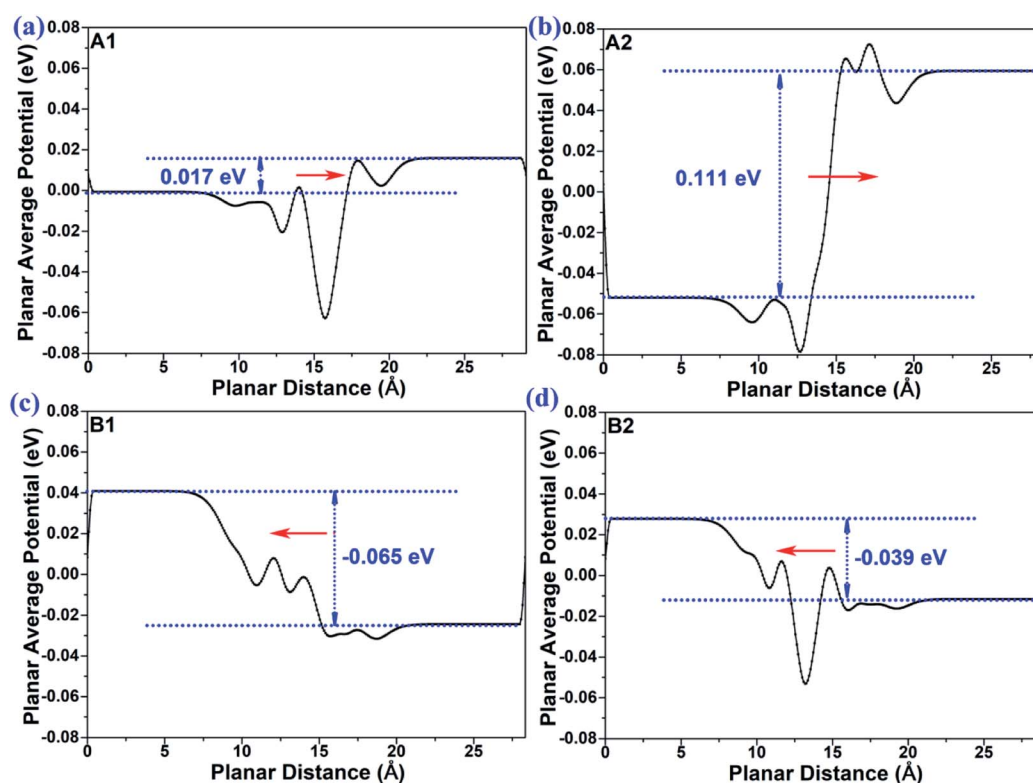 (a)
A1
Planar Average Potential (eV)
0.08
0.06
0.04
0.02
0.00
-0.02
-0.04
-0.06
-0.08
0.017 eV
0 5 10 15 20 25
Planar Distance (Å)
(b)
A2
Planar Average Potential (eV)
0.08
0.06
0.04
0.02
0.00
-0.02
-0.04
-0.06
-0.08
0.111 eV
0 5 10 15 20 25
Planar Distance (Å)
(c)
B1
Planar Average Potential (eV)
0.08
0.06
0.04
0.02
0.00
-0.02
-0.04
-0.06
-0.08
-0.065 eV
0 5 10 15 20 25
Planar Distance (Å)
(d)
B2
Planar Average Potential (eV)
0.08
0.06
0.04
0.02
0.00
-0.02
-0.04
-0.06
-0.08
-0.039 eV
0 5 10 15 20 25
Planar Distance (Å)